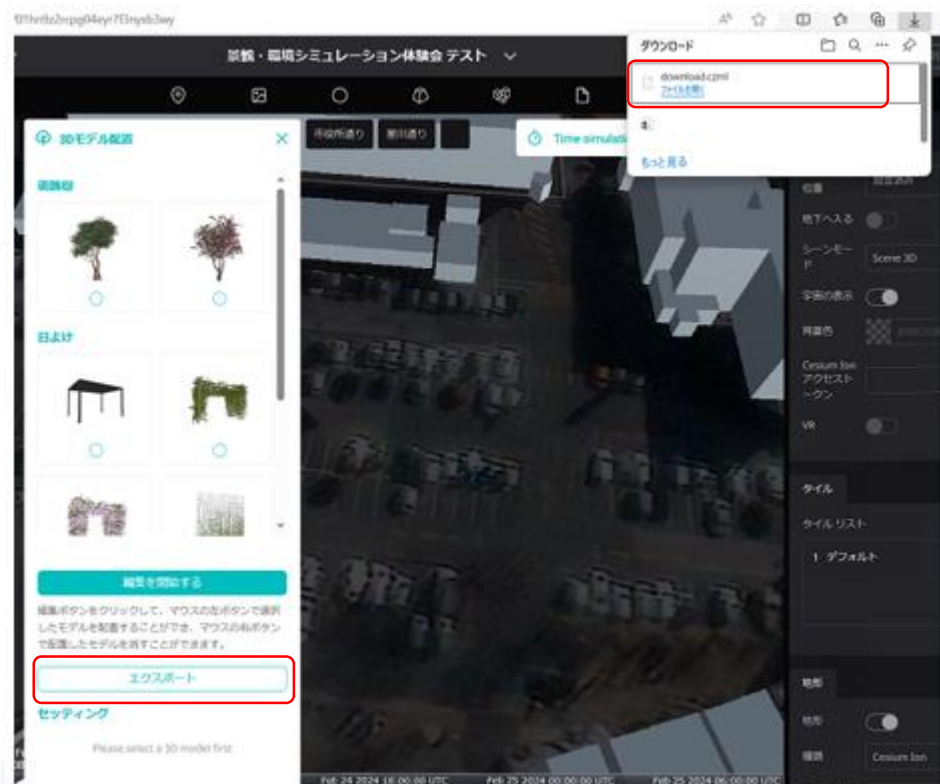 景観・環境シミュレーション体験会 テスト
ダウンロード
download.czml
ファイルを開く
もっと見る
3Dモデル配置
市役所通り
Time simulati
街路樹
日よけ
編集を開始する
編集ボタンをクリックして、マウスの左ボタンで選択
したモデルを配置することができ、マウスの右ボタン
で配置したモデルを消すことができます。
エクスポート
セッティング
Please select a 3D model first
位置
地下へ入る
シーンモー
ド
Scene 3D
宇宙の表示
背景色
Cesium Ion
アクセスト
ークン
VR
タイル
タイルリスト
1 デフォルト
地形
地形
種類
Cesium Ion
Feb 24 2024 18:00:00 UTC
Feb 25 2024 00:00:00 UTC
Feb 25 2024 06:00:00 UTC